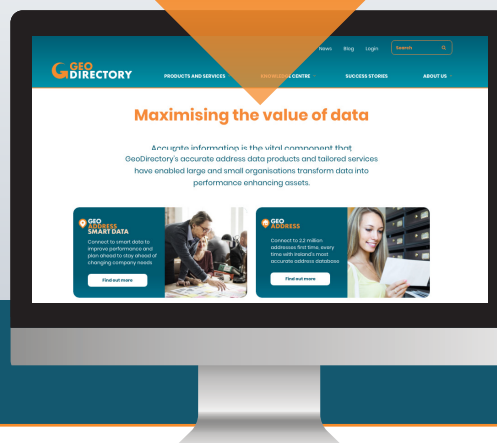 News Blog Login Search
GEO
DIRECTORY
PRODUCTS AND SERVICES KNOWLEDGE CENTRE SUCCESS STORIES ABOUT US
Maximising the value of data
Accurate information is the vital component that
GeoDirectory's accurate address data products and tailored services
have enabled large and small organisations transform data into
performance enhancing assets.
GEO
ADDRESS
SMART DATA
Connect to smart data to
improve performance and
plan ahead to stay ahead of
changing company needs
Find out more
GEO
ADDRESS
Connect to 2.2 million
addresses first time, every
time with Ireland's most
accurate address database
Find out more